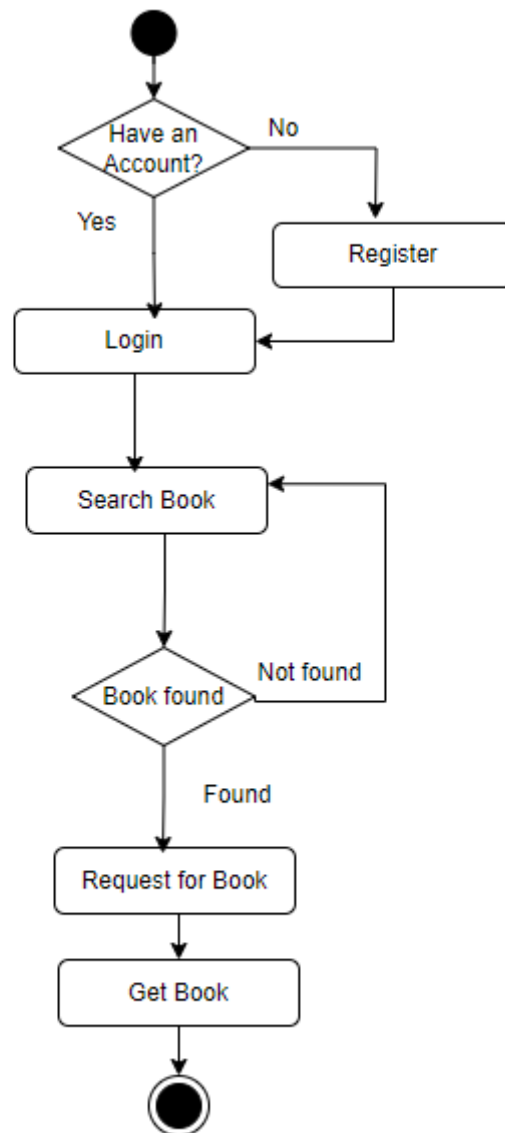 Have an
Account?
No
Yes
Register
Login
Search Book
Not found
Book found
Found
Request for Book
Get Book